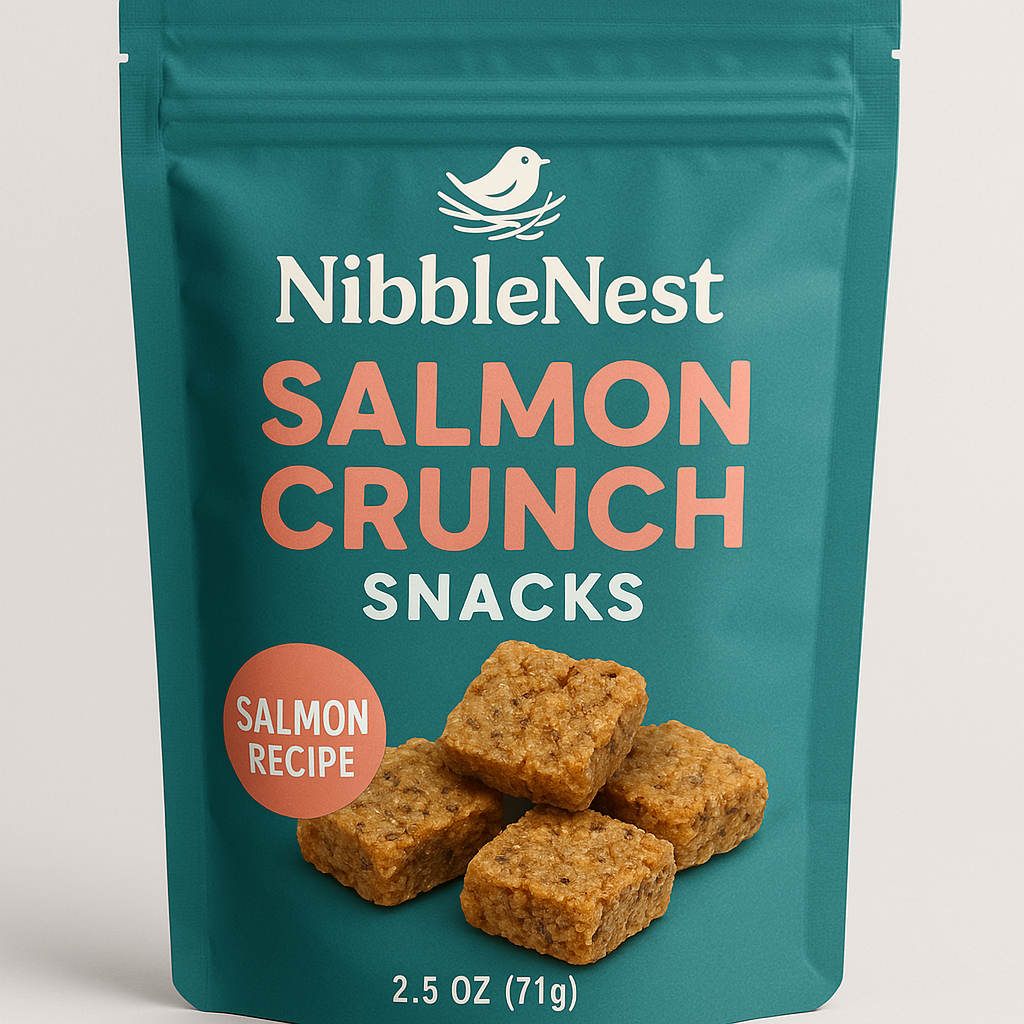 NibbleNest
SALMON
CRUNCH
SNACKS
SALMON
RECIPE
2.5 OZ (71g)